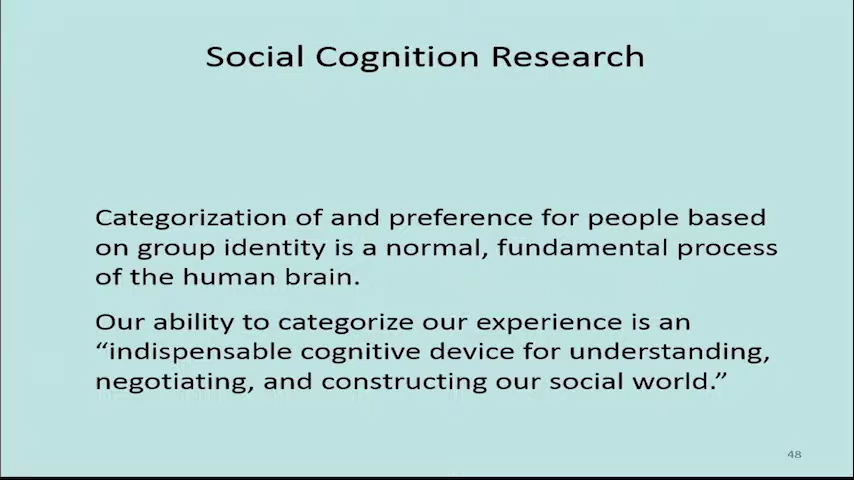 Social Cognition Research
Categorization of and preference for people based
on group identity is a normal, fundamental process
of the human brain.
Our ability to categorize our experience is an
“indispensable cognitive device for understanding,
negotiating, and constructing our social world.”
48